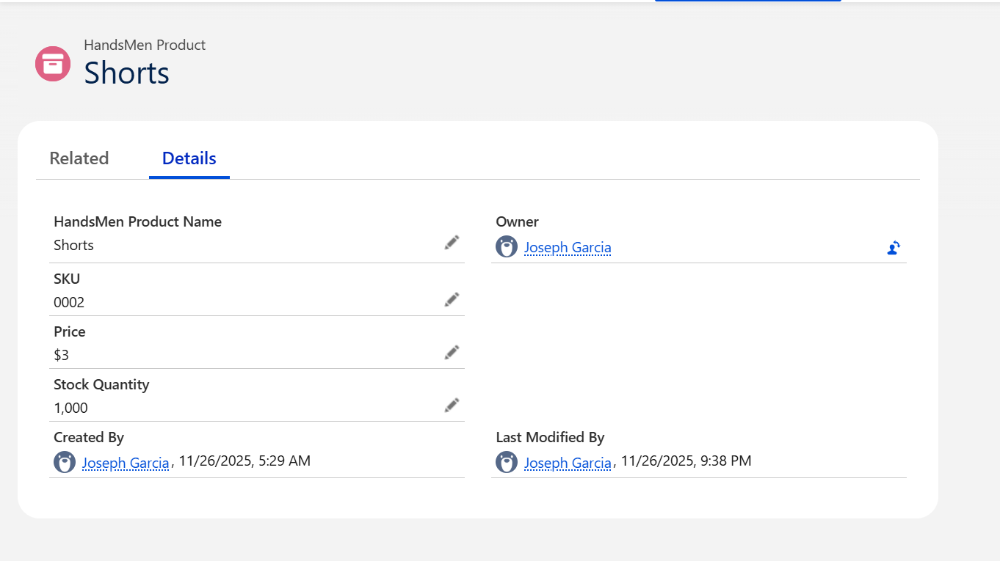 HandsMen Product
Shorts
Related
Details
HandsMen Product Name
Shorts
Owner
Joseph Garcia
SKU
0002
Price
$3
Stock Quantity
1,000
Created By
Joseph Garcia, 11/26/2025, 5:29 AM
Last Modified By
Joseph Garcia, 11/26/2025, 9:38 PM